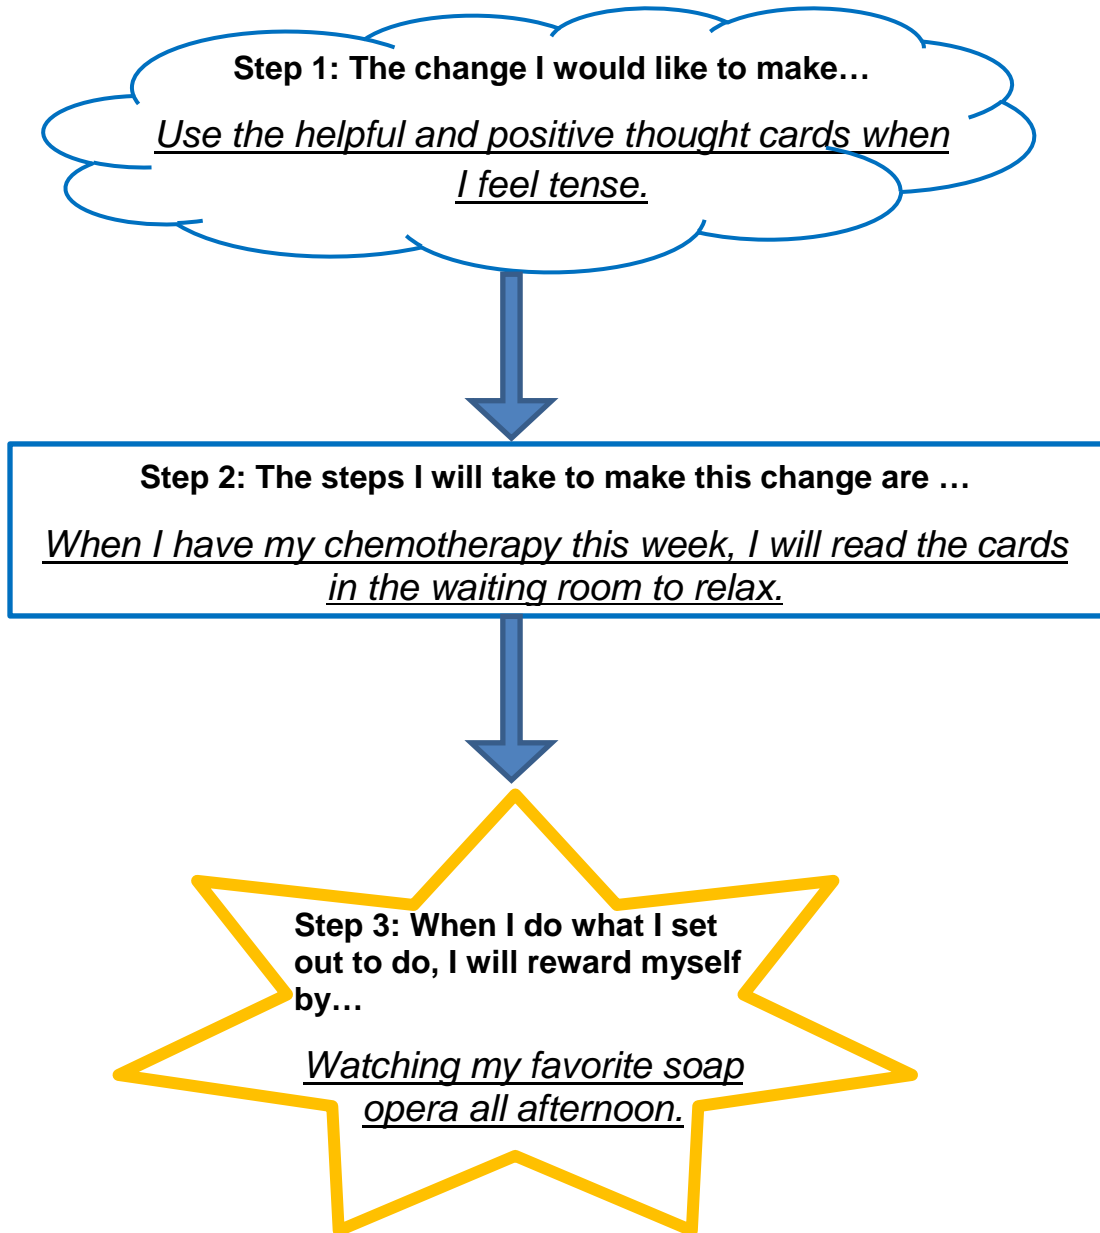 Step 1: The change I would like to make…
Use the helpful and positive thought cards when
I feel tense.
Step 2: The steps I will take to make this change are …
When I have my chemotherapy this week, I will read the cards
in the waiting room to relax.
Step 3: When I do what I set
out to do, I will reward myself
by…
Watching my favorite soap
opera all afternoon.